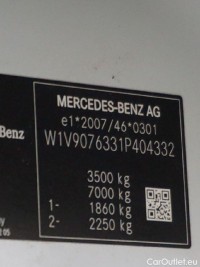 MERCEDES-BENZ AG
e1*2007/46*0301
W1V9076331P404332
Benz
3500 kg
7000 kg
1- 1860 kg
2- 2250 kg
CarOutlet.eu